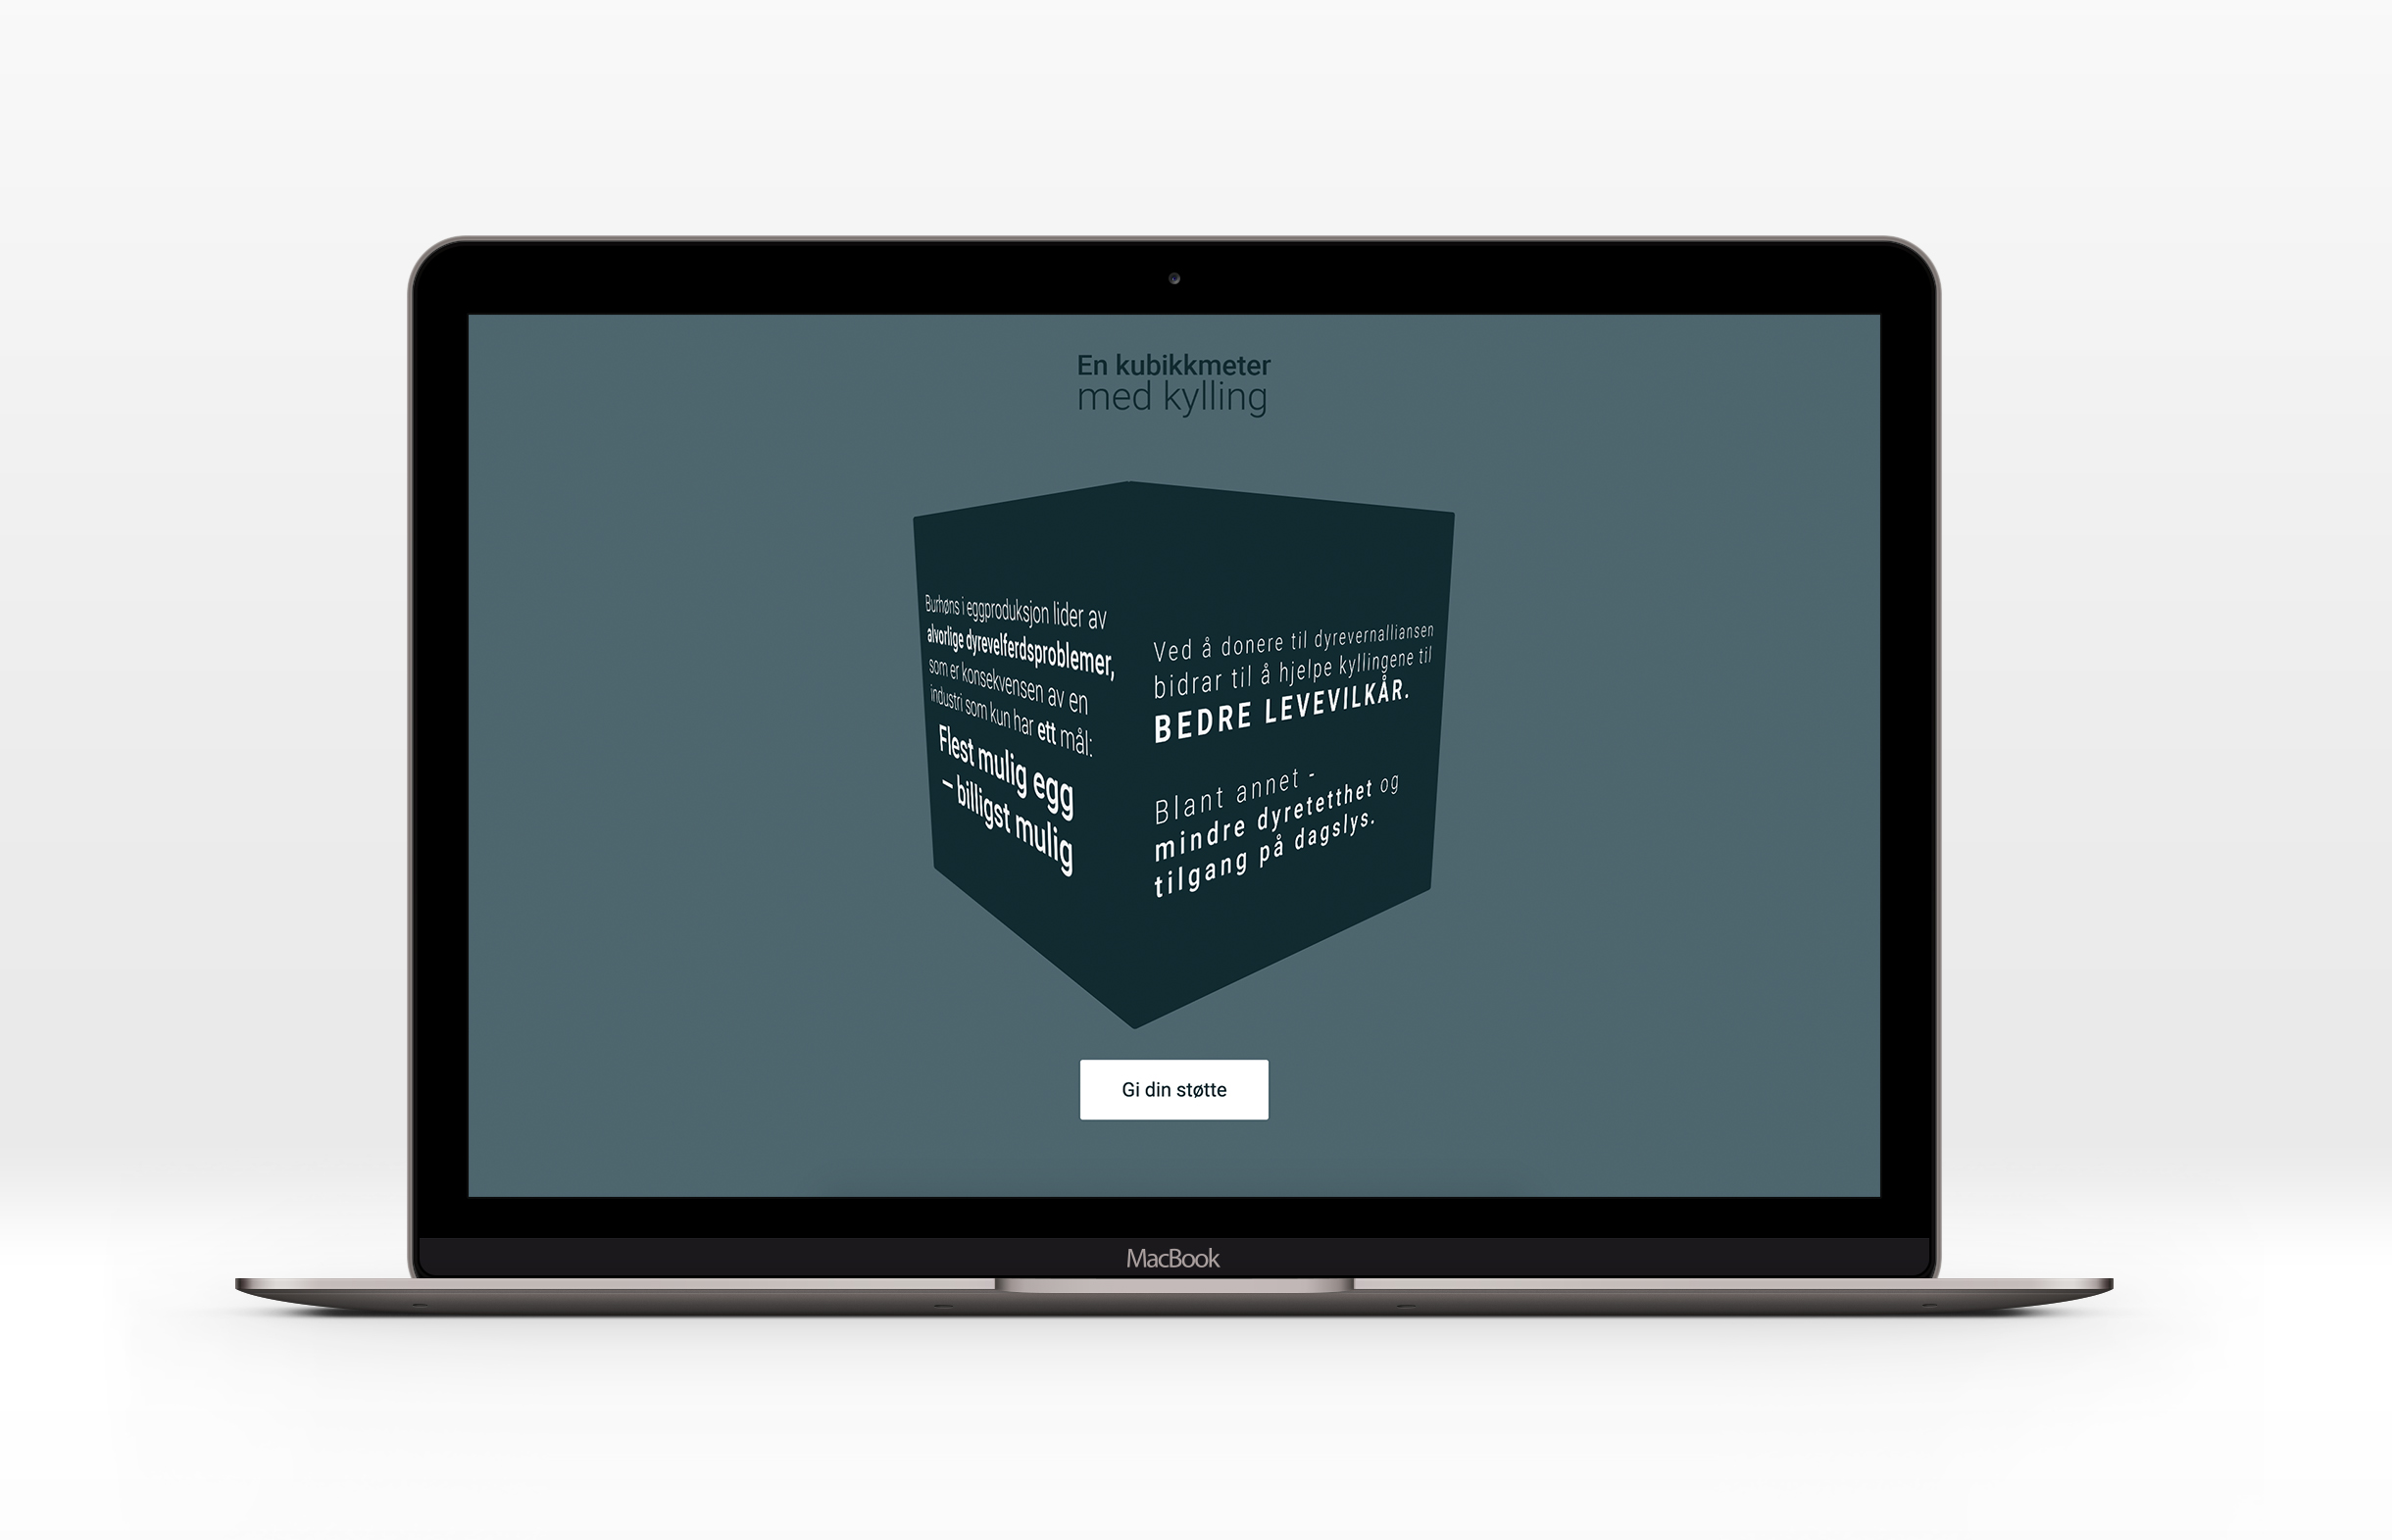 En kubikkmeter
med kylling
Burhøns i eggproduksjon lider av
alvorlige dyrevelferdsproblemer,
som er konsekvensen av en
industri som kun har ett mål:
Flest mulig egg
– billigst mulig
Ved å donere til dyrevernalliansen
bidrar til å hjelpe kyllingene til
BEDRE LEVEVILKÅR.
Blant annet -
mindre dyretetthet og
tilgang på dagslys.
Gi din støtte
MacBook